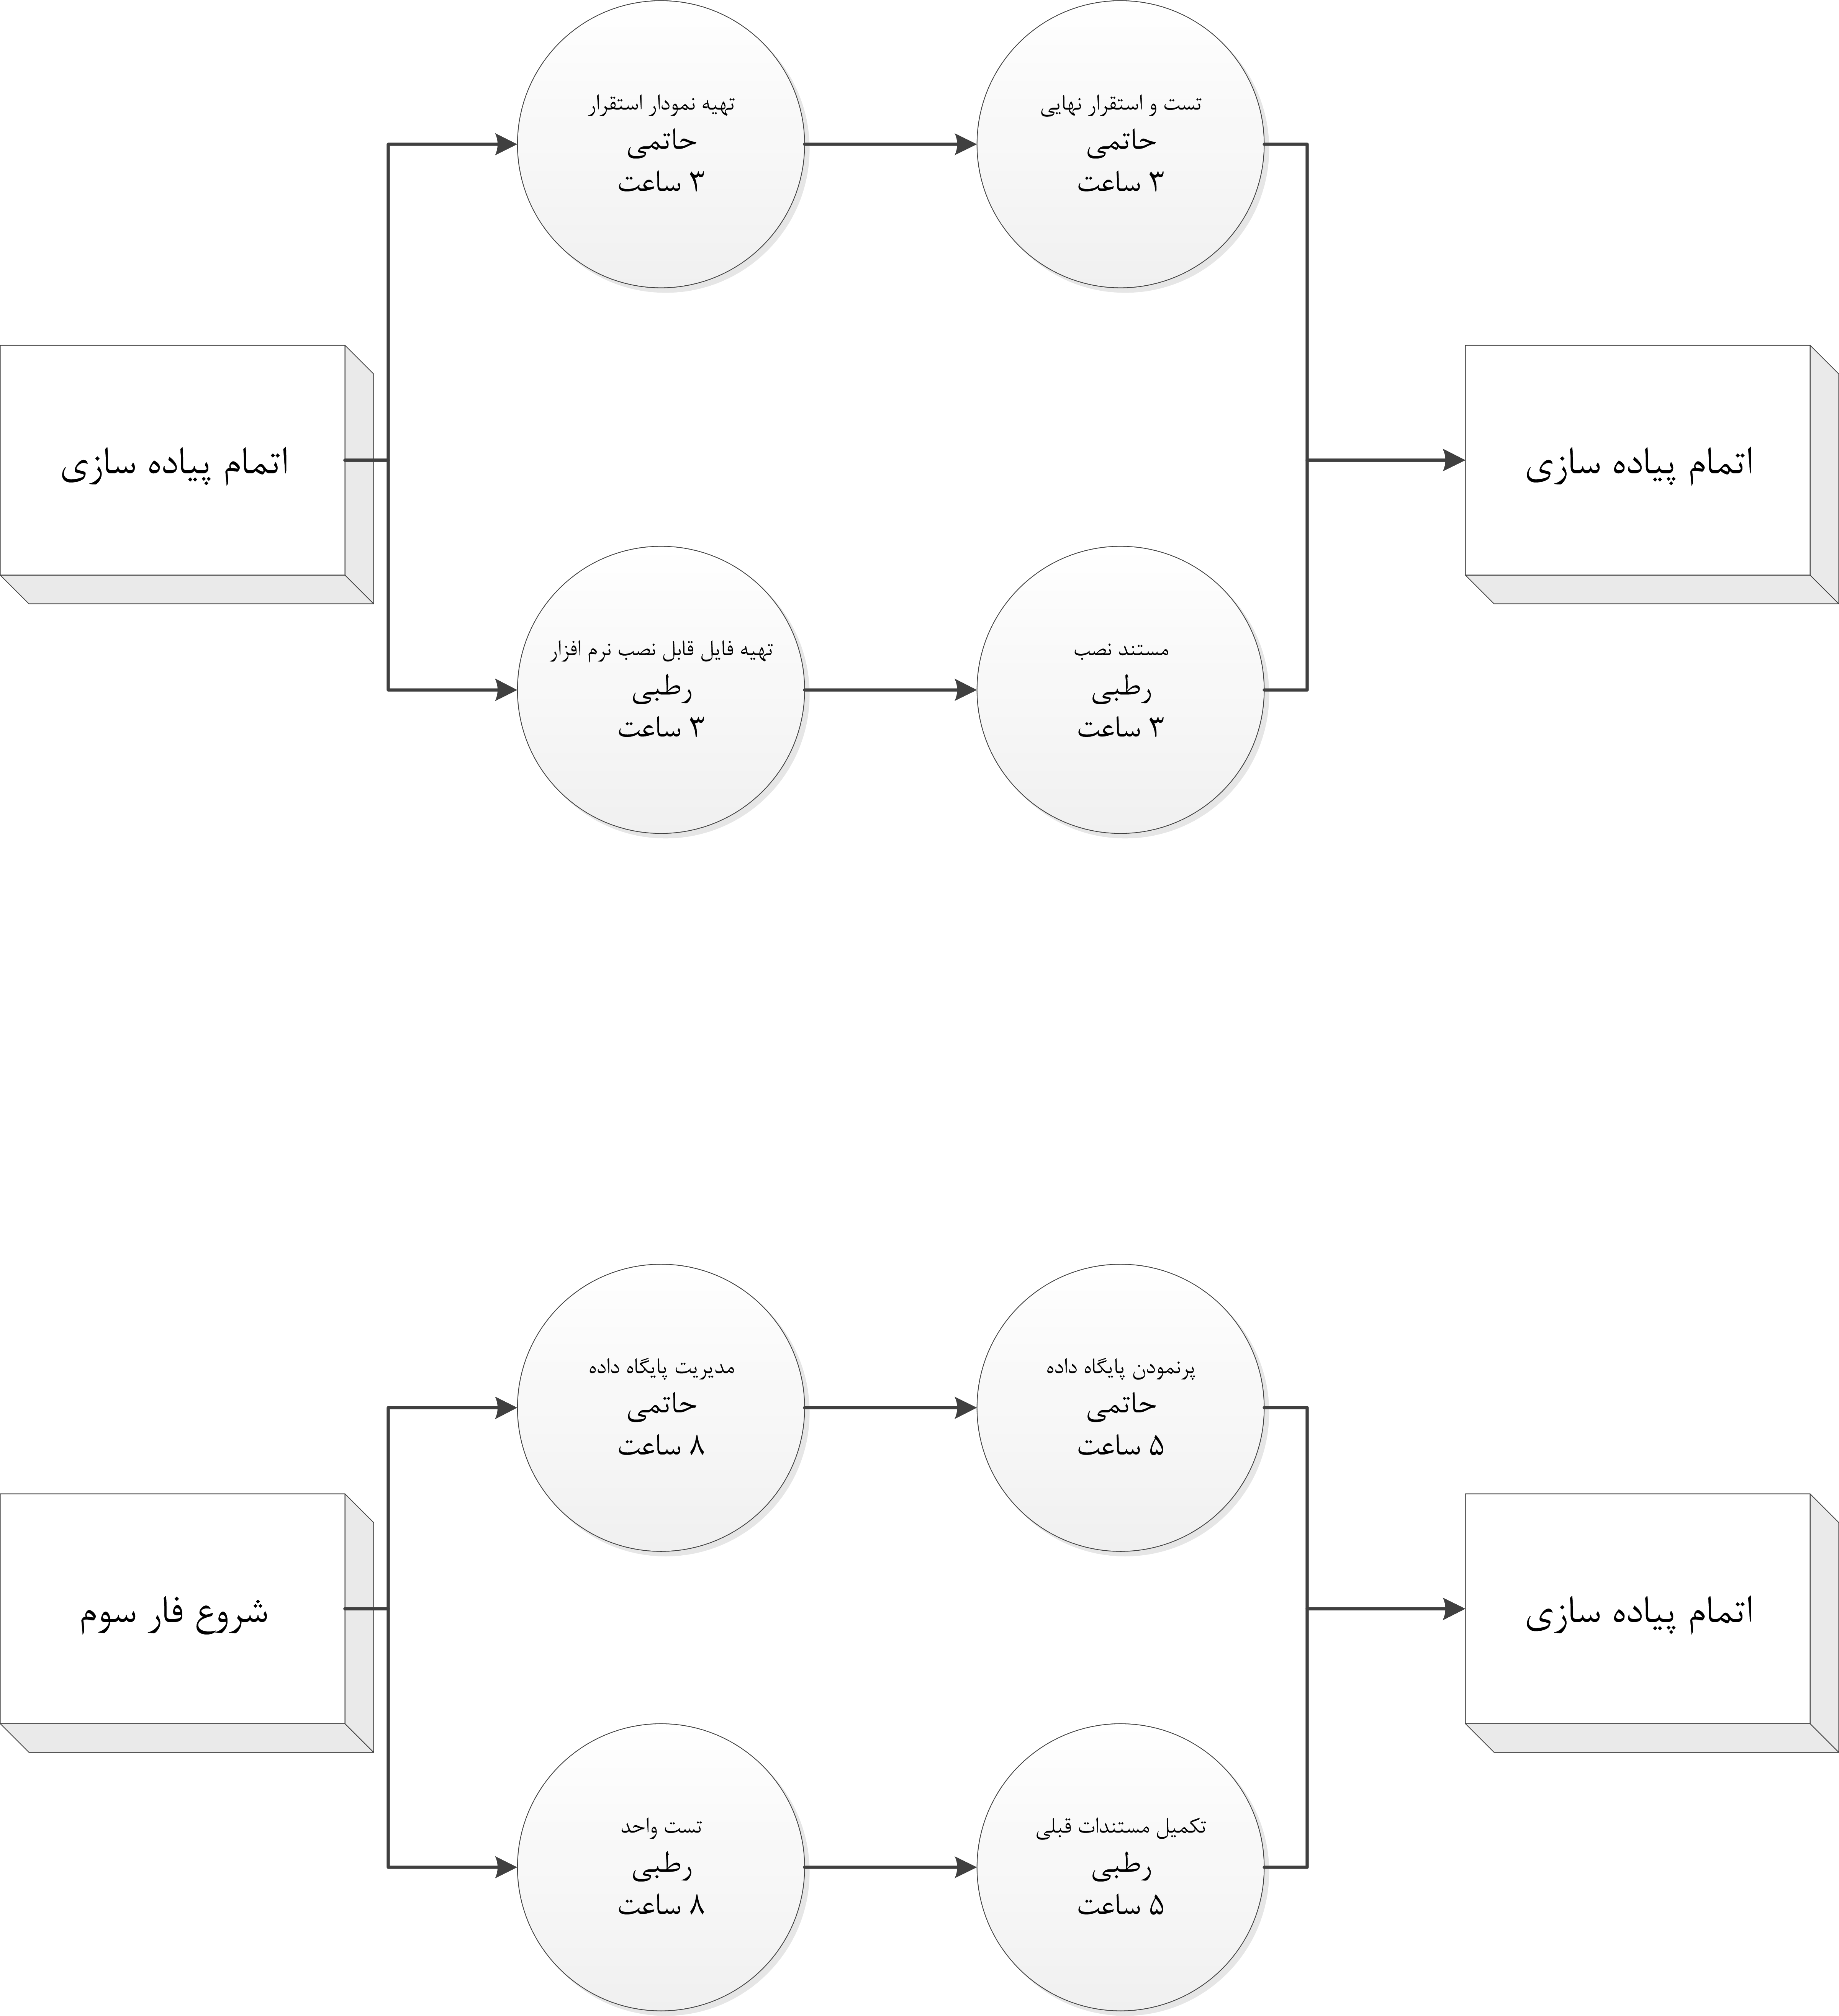 تهیه نمودار استقرار
حاتمی
۳ ساعت
تست و استقرار نهایی
حاتمی
۳ ساعت
اتمام پیاده سازی
اتمام پیاده سازی
تهیه فایل قابل نصب نرم افزار
رطبی
۳ ساعت
مستند نصب
رطبی
۳ ساعت
مدیریت پایگاه داده
حاتمی
۸ ساعت
پرنمودن پایگاه داده
حاتمی
۵ ساعت
شروع فار سوم
اتمام پیاده سازی
تست واحد
رطبی
۸ ساعت
تکمیل مستندات قبلی
رطبی
۵ ساعت